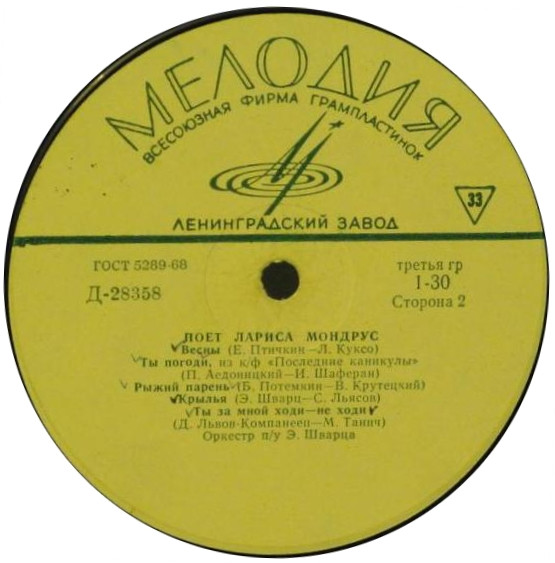 МЕЛОДИЯ
ВСЕСОЮЗНАЯ ФИРМА ГРАМПЛАСТИНОК
ЛЕНИНГРАДСКИЙ ЗАВОД
33
ГОСТ 5289-68
третья гр
Д-28358
1-30
Сторона 2
ПОЕТ ЛАРИСА МОНДРУС
Весны (Е. Птичкин—Л. Куксо)
Ты погоди, из к/ф «Последние каникулы»
(П. Аедоницкий—И. Шаферан)
Рыжий парень (Б. Потемкин—В. Крутецкий)
Крылья (Э. Шварц—С. Льясов)
Ты за мной ходи—не ходи
(Д. Львов-Компанеец—М. Танич)
Оркестр п/у Э. Шварца